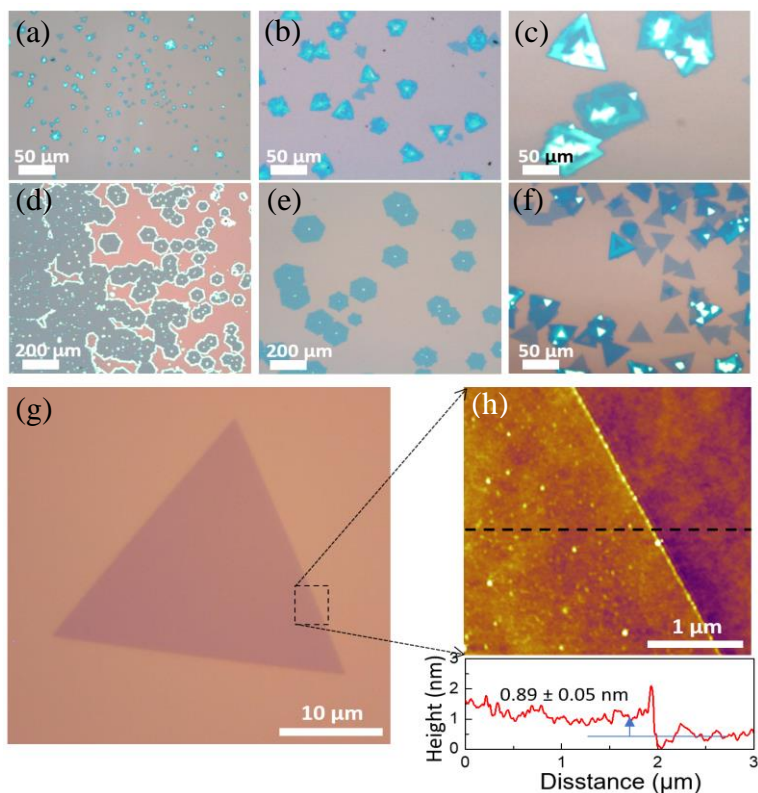 (a)
(b)
(c)
50 µm
50 µm
50 µm
(d)
(e)
(f)
200 µm
200 µm
50 µm
(g)
(h)
10 µm
1 µm
Height (nm)
3
2
1
0
0.89 ± 0.05 nm
0 1 2 3
Disstance (µm)